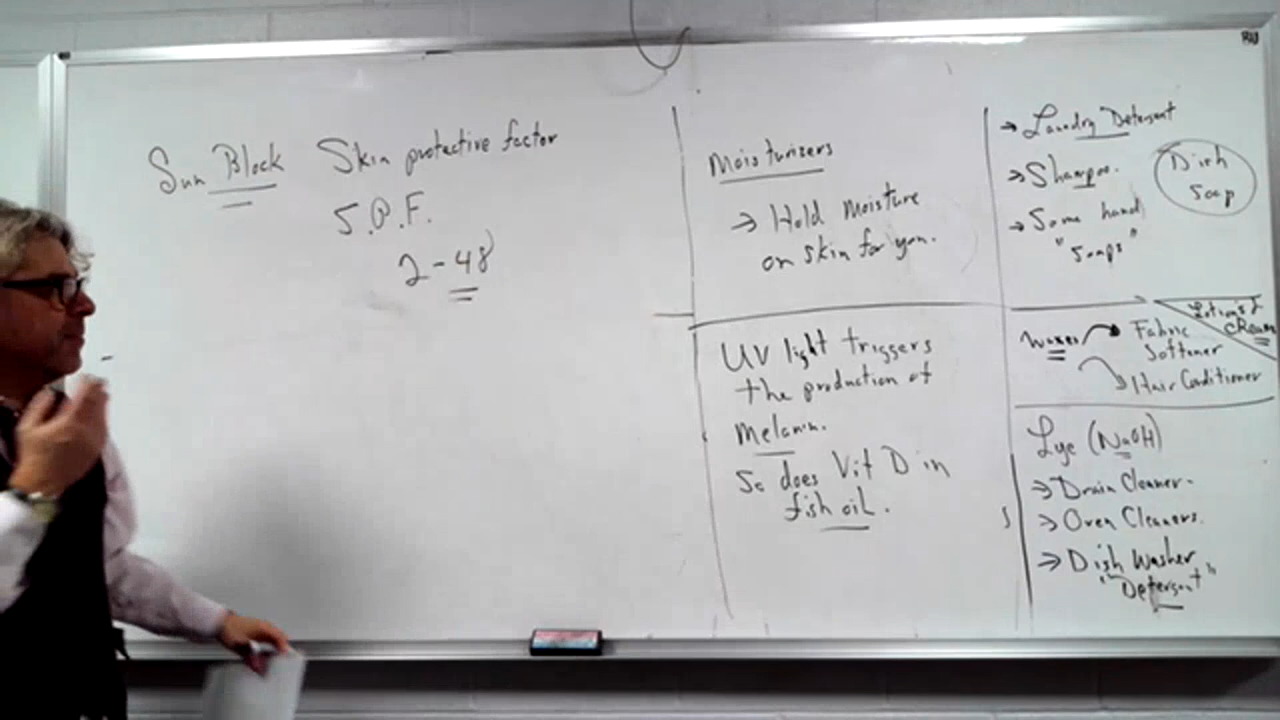 Sun Block Skin protective factor
S.P.F.
2-48
Moisturizers
→ Hold Moisture
on skin for you.
UV light triggers
the production of
Melanin.
So does Vit D in
fish oil.
→ Laundry Detergent
→ Shampoo.
→ Some hand
"Soaps"
Dish
Soap
Lotions &
Cream
Waxes → Fabric
Softener
→ Hair Conditioner
Lye (NaOH)
→ Drain Cleaner.
→ Oven Cleaners.
→ Dish Washer
"Detergent"